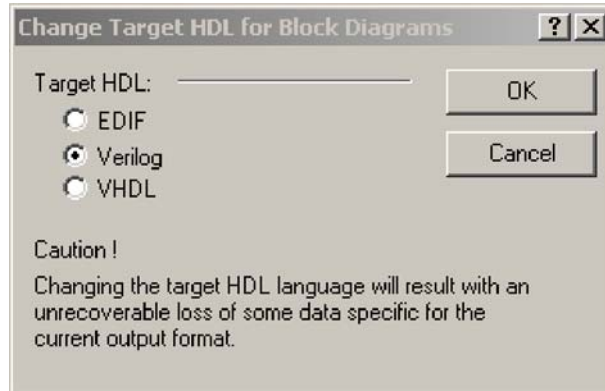 Change Target HDL for Block Diagrams
Target HDL:
EDIF
Verilog
VHDL
OK
Cancel
Caution !
Changing the target HDL language will result with an
unrecoverable loss of some data specific for the
current output format.